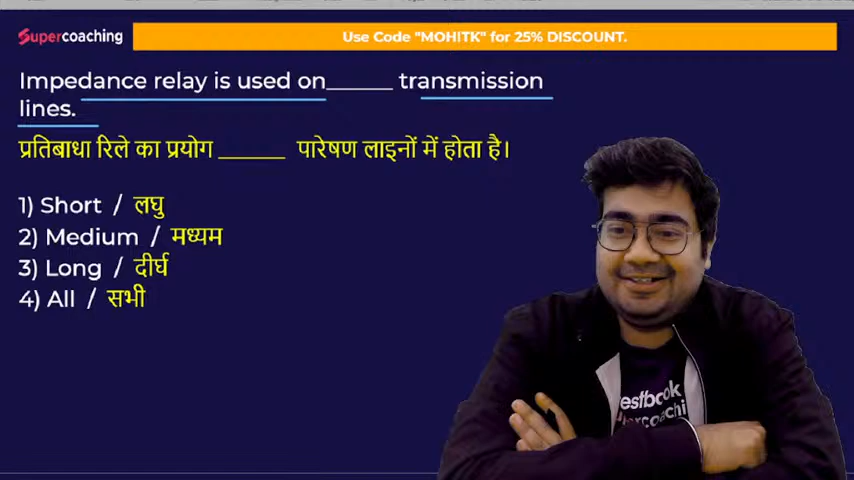 Supercoaching
Use Code "MOHITK" for 25% DISCOUNT.
Impedance relay is used on______ transmission
lines.
प्रतिबाधा रिले का प्रयोग ______ पारेषण लाइनों में होता है।
1) Short / लघु
2) Medium / मध्यम
3) Long / दीर्घ
4) All / सभी